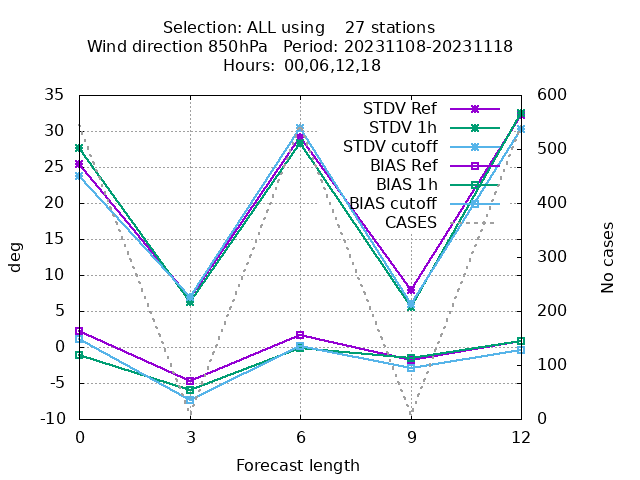 Selection: ALL using    27 stations
Wind direction 850hPa   Period: 20231108-20231118
Hours: 00,06,12,18
35
30
25
20
15
10
5
0
-5
-10
600
500
400
300
200
100
0
STDV Ref
STDV 1h
STDV cutoff
BIAS Ref
BIAS 1h
BIAS cutoff
CASES
deg
No cases
0 3 6 9 12
Forecast length